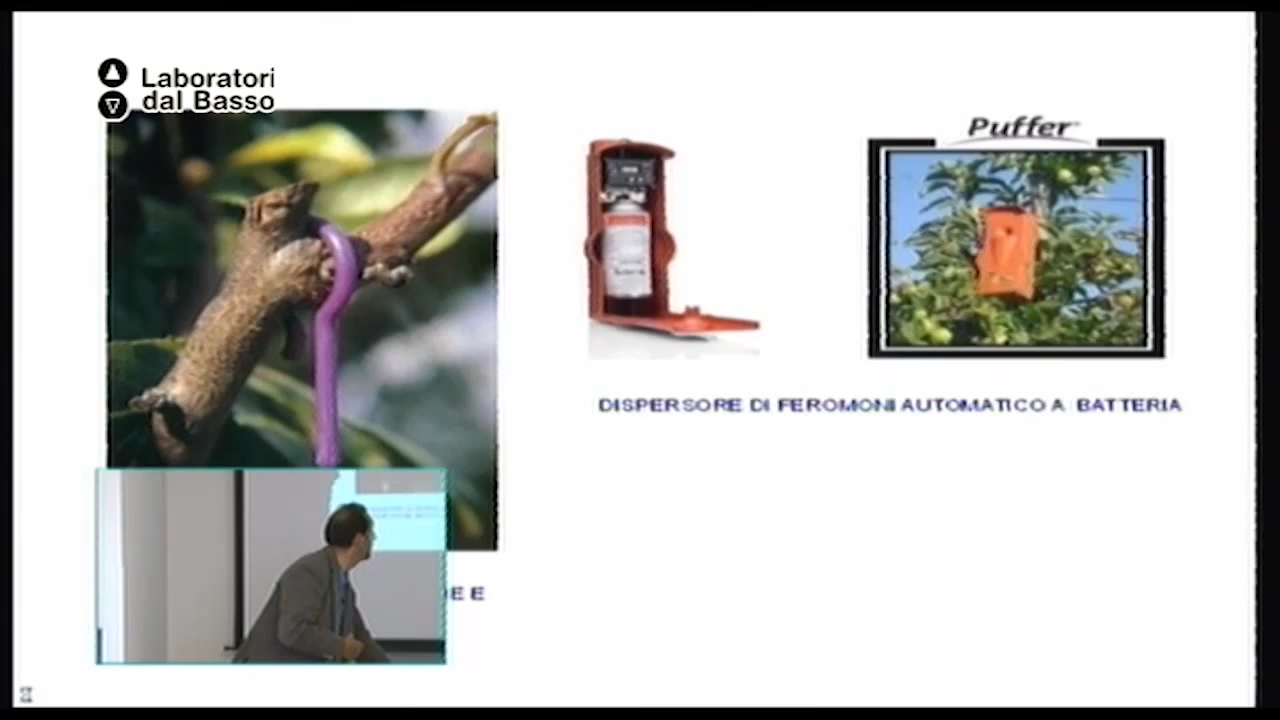 Laboratori
dal Basso
Puffer
DISPERSORE DI FEROMONI AUTOMATICO A BATTERIA
E E